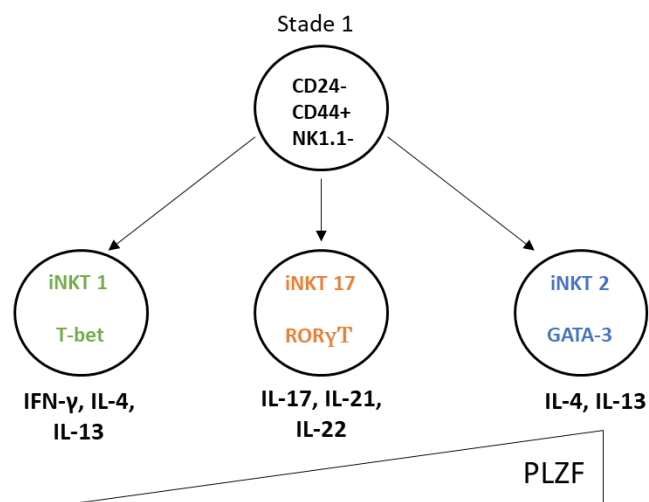 Stade 1
CD24-
CD44+
NK1.1-
iNKT 1
T-bet
IFN-γ, IL-4,
IL-13
iNKT 17
RORγT
IL-17, IL-21,
IL-22
iNKT 2
GATA-3
IL-4, IL-13
PLZF